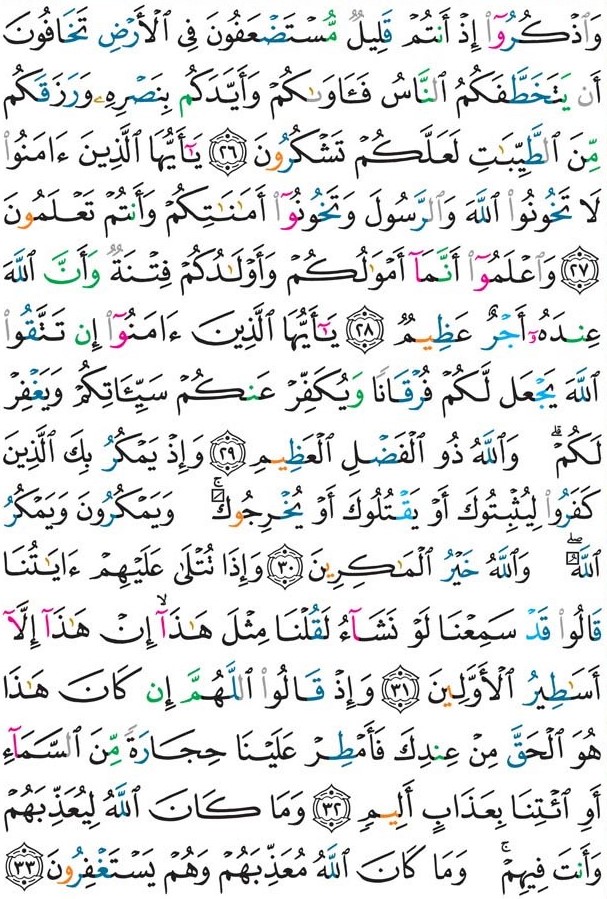 وَٱذْكُرُوٓا۟ إِذْ أَنتُمْ قَلِيلٌ مُّسْتَضْعَفُونَ فِى ٱلْأَرْضِ تَخَافُونَ
أَن يَتَخَطَّفَكُمُ ٱلنَّاسُ فَـَٔاوَىٰكُمْ وَأَيَّدَكُم بِنَصْرِهِۦ وَرَزَقَكُم
مِّنَ ٱلطَّيِّبَـٰتِ لَعَلَّكُمْ تَشْكُرُونَ ٢٦ يَـٰٓأَيُّهَا ٱلَّذِينَ ءَامَنُوا۟
لَا تَخُونُوا۟ ٱللَّهَ وَٱلرَّسُولَ وَتَخُونُوٓا۟ أَمَـٰنَـٰتِكُمْ وَأَنتُمْ تَعْلَمُونَ
٢٧ وَٱعْلَمُوٓا۟ أَنَّمَآ أَمْوَٰلُكُمْ وَأَوْلَـٰدُكُمْ فِتْنَةٌ وَأَنَّ ٱللَّهَ
عِندَهُۥٓ أَجْرٌ عَظِيمٌ ٢٨ يَـٰٓأَيُّهَا ٱلَّذِينَ ءَامَنُوٓا۟ إِن تَتَّقُوا۟
ٱللَّهَ يَجْعَل لَّكُمْ فُرْقَانًا وَيُكَفِّرْ عَنكُمْ سَيِّـَٔاتِكُمْ وَيَغْفِرْ
لَكُمْ ۗ وَٱللَّهُ ذُو ٱلْفَضْلِ ٱلْعَظِيمِ ٢٩ وَإِذْ يَمْكُرُ بِكَ ٱلَّذِينَ
كَفَرُوا۟ لِيُثْبِتُوكَ أَوْ يَقْتُلُوكَ أَوْ يُخْرِجُوكَ ۚ وَيَمْكُرُونَ وَيَمْكُرُ
ٱللَّهُ ۖ وَٱللَّهُ خَيْرُ ٱلْمَـٰكِرِينَ ٣٠ وَإِذَا تُتْلَىٰ عَلَيْهِمْ ءَايَـٰتُنَا
قَالُوا۟ قَدْ سَمِعْنَا لَوْ نَشَآءُ لَقُلْنَا مِثْلَ هَـٰذَآ ۙ إِنْ هَـٰذَآ إِلَّآ
أَسَـٰطِيرُ ٱلْأَوَّلِينَ ٣١ وَإِذْ قَالُوا۟ ٱللَّهُمَّ إِن كَانَ هَـٰذَا
هُوَ ٱلْحَقَّ مِنْ عِندِكَ فَأَمْطِرْ عَلَيْنَا حِجَارَةً مِّنَ ٱلسَّمَآءِ
أَوِ ٱئْتِنَا بِعَذَابٍ أَلِيمٍ ٣٢ وَمَا كَانَ ٱللَّهُ لِيُعَذِّبَهُمْ
وَأَنتَ فِيهِمْ ۚ وَمَا كَانَ ٱللَّهُ مُعَذِّبَهُمْ وَهُمْ يَسْتَغْفِرُونَ ٣٣